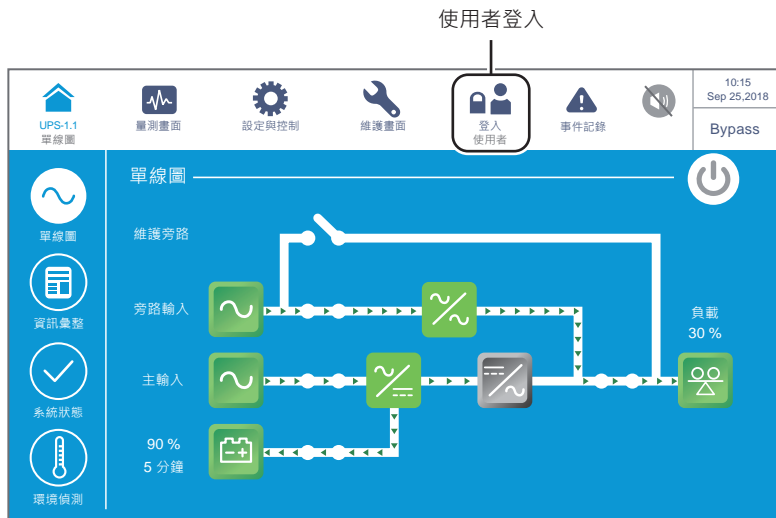 使用者登入
10:15
Sep 25,2018
UPS-1.1
單線圖
量測畫面
設定與控制
維護畫面
登入
使用者
事件記錄
Bypass
單線圖
單線圖
維護旁路
資訊彙整
旁路輸入
負載
30 %
主輸入
系統狀態
90 %
5 分鐘
環境偵測